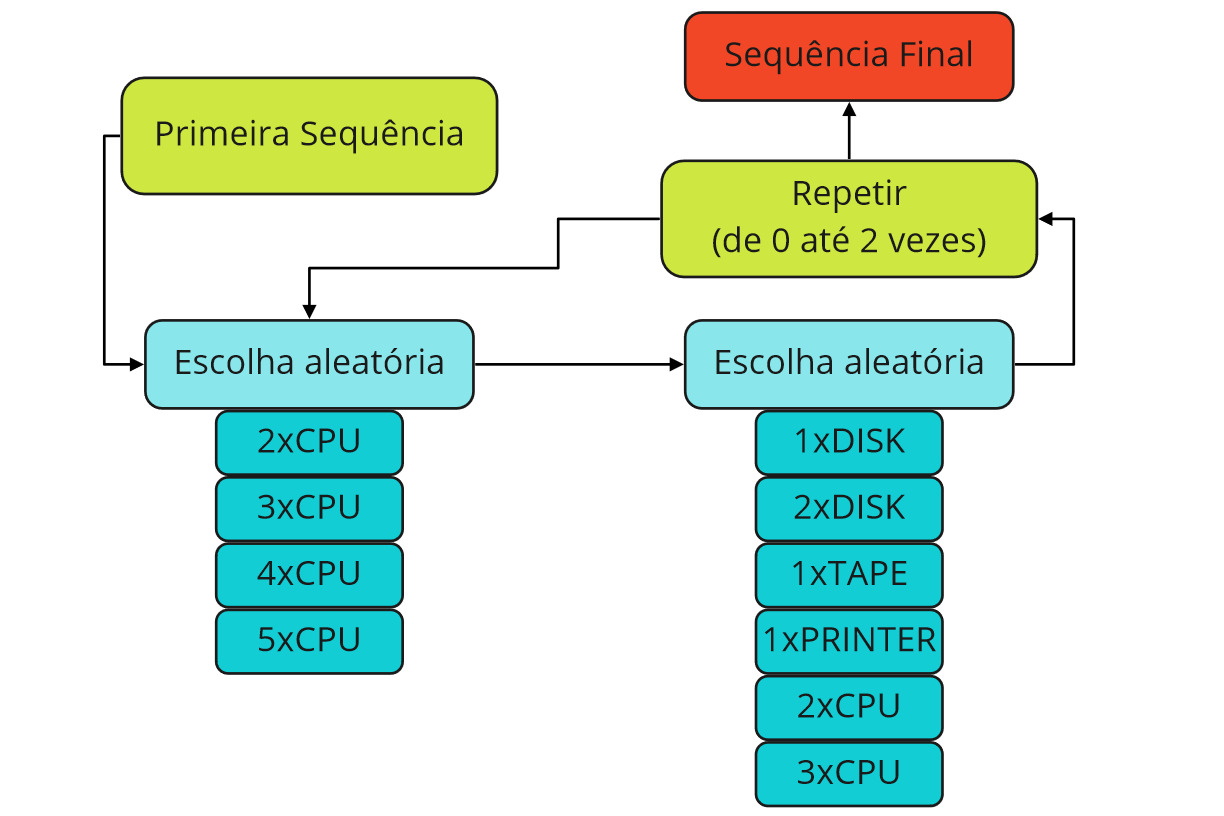 Sequência Final
Primeira Sequência
Repetir
(de 0 até 2 vezes)
Escolha aleatória
2xCPU
3xCPU
4xCPU
5xCPU
Escolha aleatória
1xDISK
2xDISK
1xTAPE
1xPRINTER
2xCPU
3xCPU